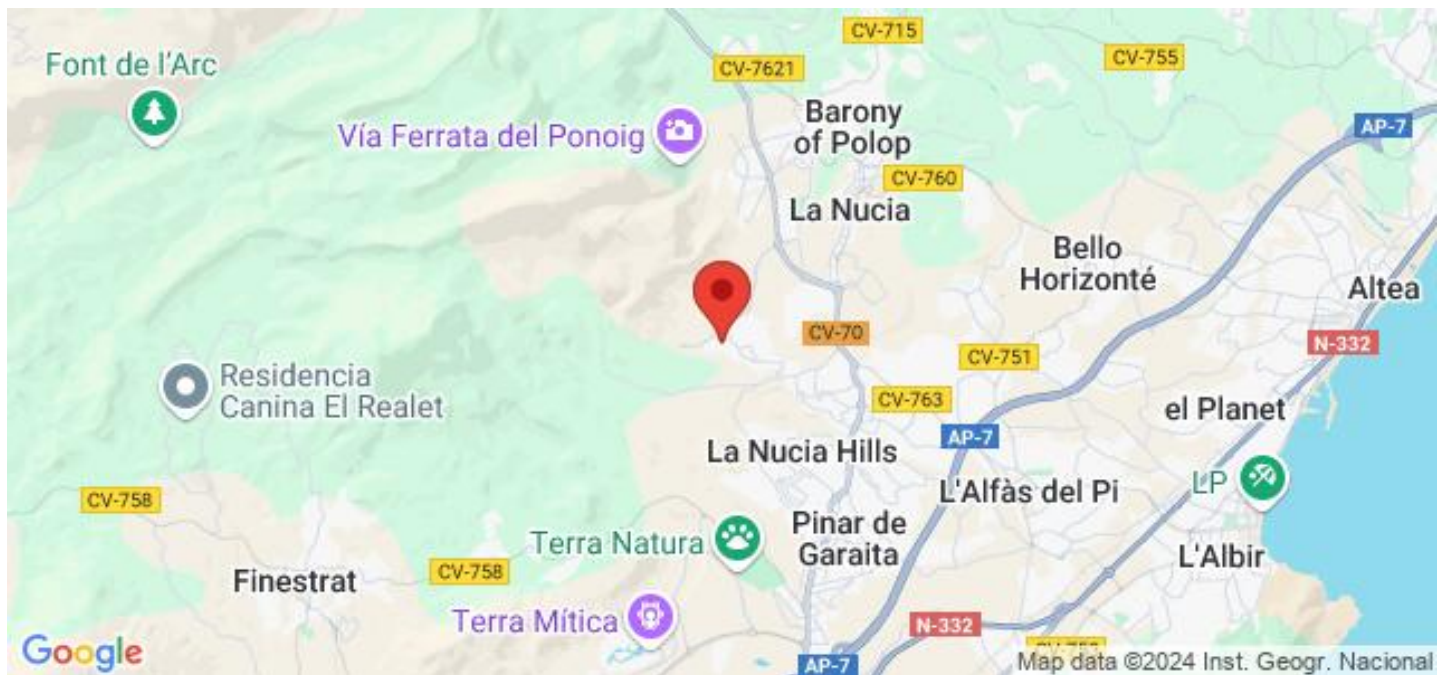 CV-715
Font de l'Arc
CV-7621
CV-755
Barony
of Polop
AP-7
Vía Ferrata del Ponoig
CV-760
La Nucia
Bello
Horizonté
Altea
CV-70
N-332
CV-751
Residencia
Canina El Realet
CV-763
el Planet
AP-7
La Nucia Hills
LP
L'Alfàs del Pi
CV-758
Pinar de
Garaita
Terra Natura
L'Albir
CV-758
Finestrat
Terra Mítica
N-332
Google
AP-7
Map data ©2024 Inst. Geogr. Nacional